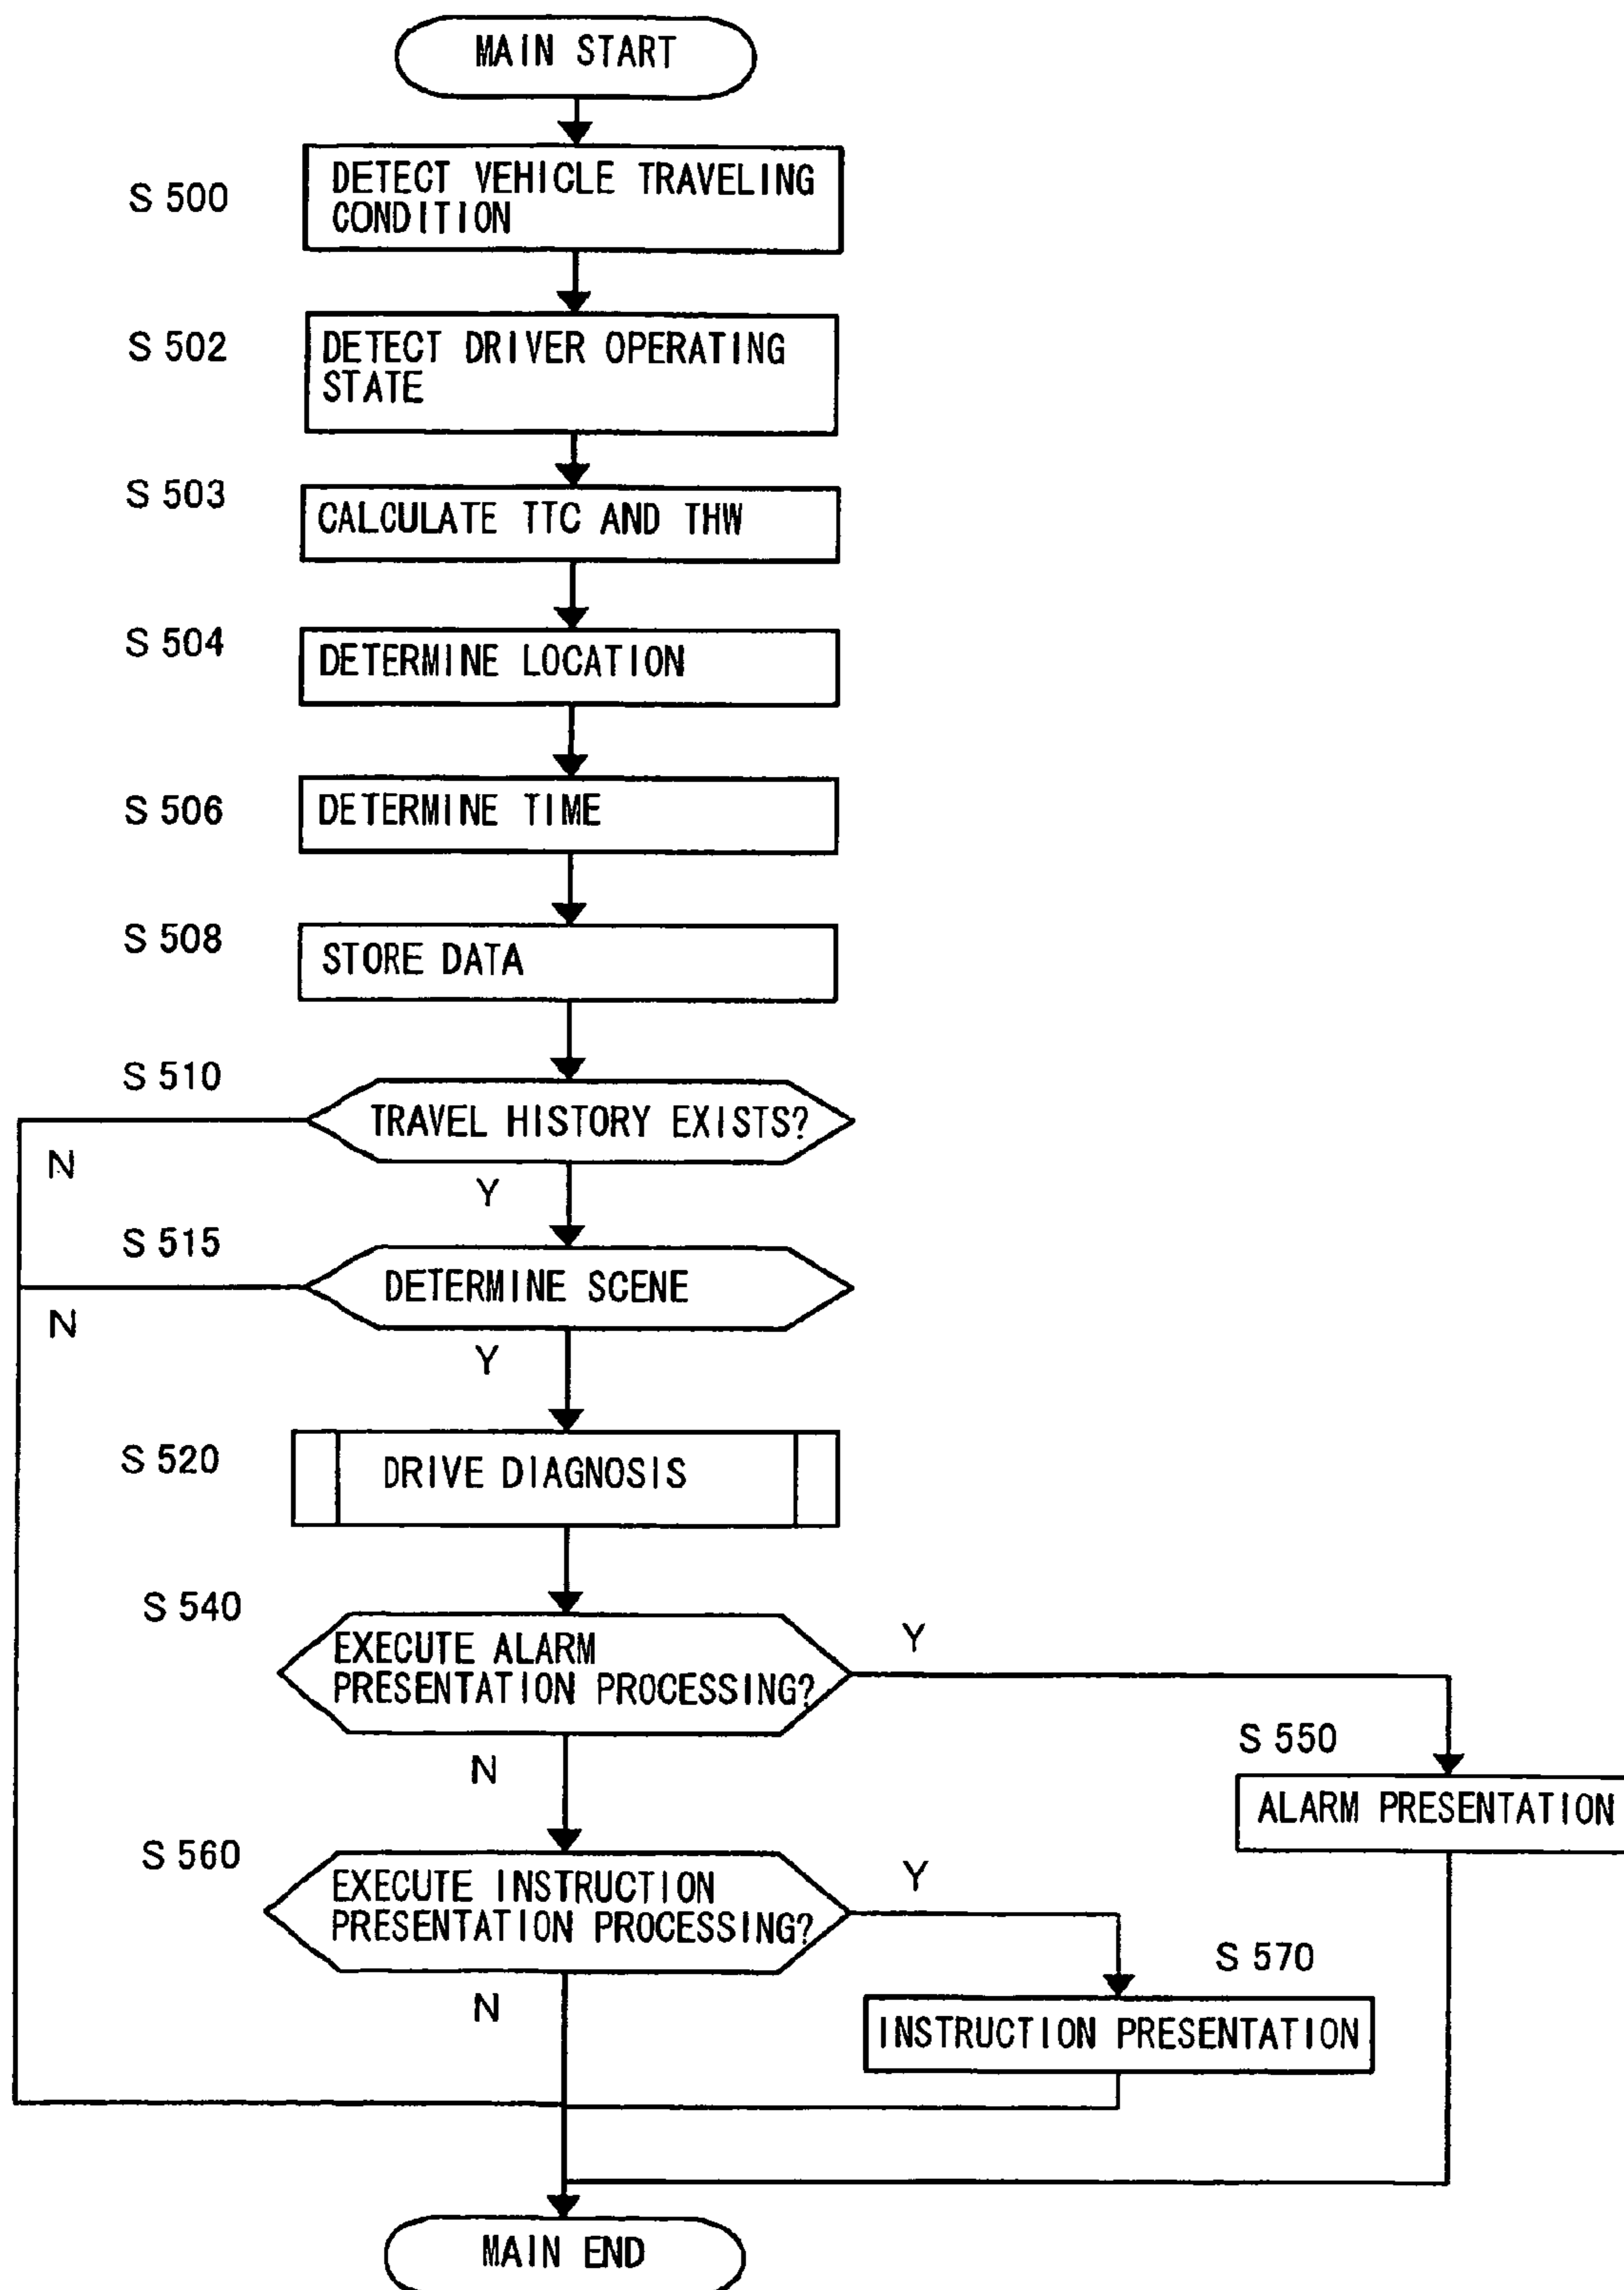 MAIN START
S 500
DETECT VEHICLE TRAVELING
CONDITION
S 502
DETECT DRIVER OPERATING
STATE
S 503
CALCULATE TTC AND THW
S 504
DETERMINE LOCATION
S 506
DETERMINE TIME
S 508
STORE DATA
S 510
TRAVEL HISTORY EXISTS?
N
Y
S 515
DETERMINE SCENE
N
Y
S 520
DRIVE DIAGNOSIS
S 540
EXECUTE ALARM
PRESENTATION PROCESSING?
Y
N
S 550
ALARM PRESENTATION
S 560
EXECUTE INSTRUCTION
PRESENTATION PROCESSING?
Y
N
S 570
INSTRUCTION PRESENTATION
MAIN END